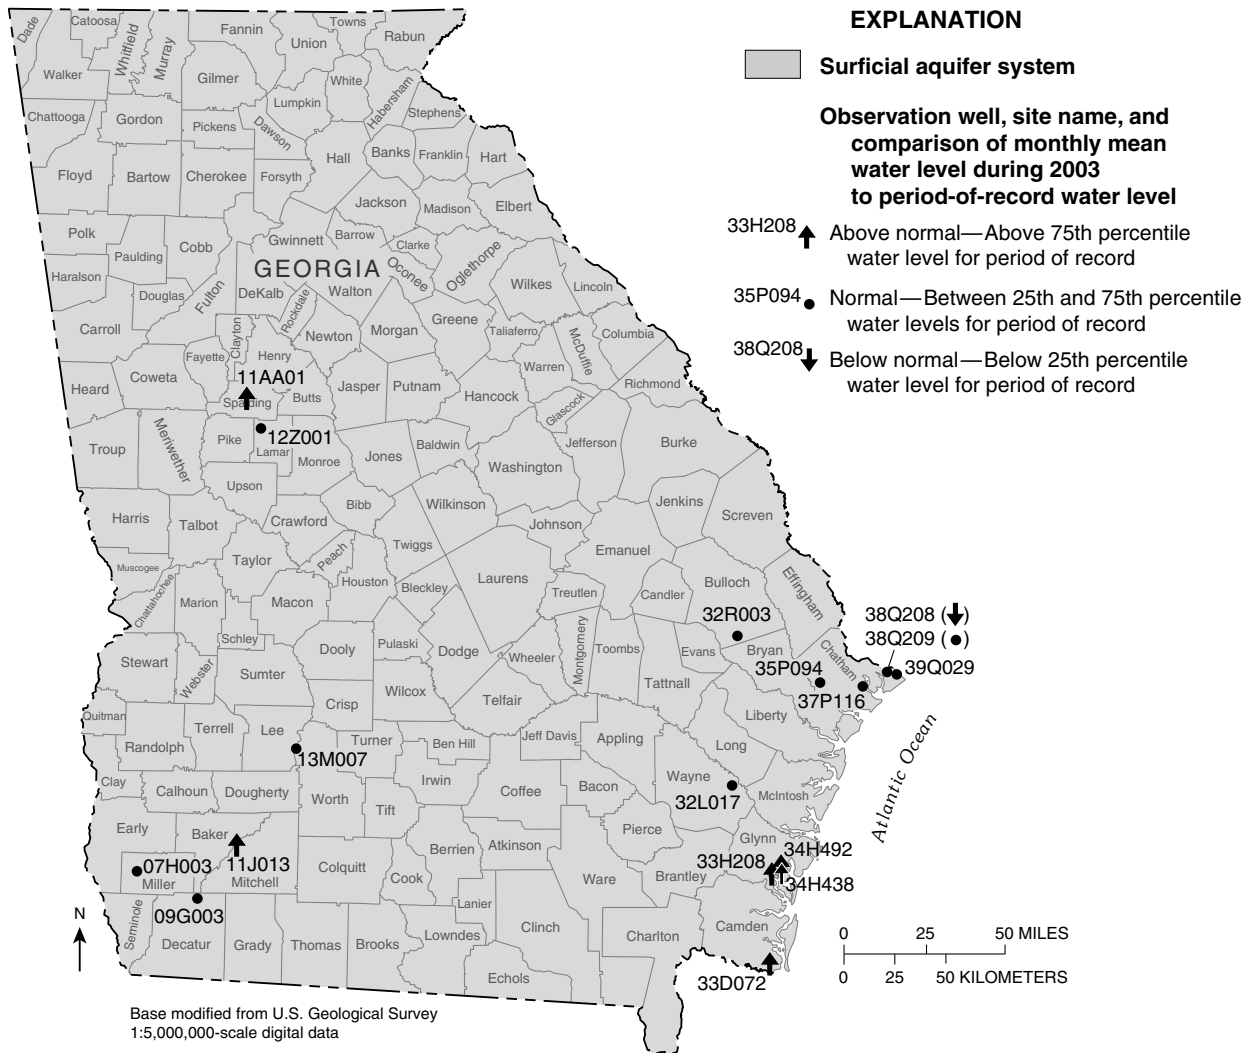 EXPLANATION
Surficial aquifer system
Observation well, site name, and
comparison of monthly mean
water level during 2003
to period-of-record water level
33H208
Above normal—Above 75th percentile
water level for period of record
35P094
Normal—Between 25th and 75th percentile
water levels for period of record
38Q208
Below normal—Below 25th percentile
water level for period of record
GEORGIA
Dade
Catoosa
Whitfield
Murray
Fannin
Towns
Union
Rabun
Walker
Gilmer
White
Habersham
Lumpkin
Stephens
Chattooga
Gordon
Pickens
Dawson
Hall
Banks
Franklin
Hart
Floyd
Bartow
Cherokee
Forsyth
Jackson
Madison
Elbert
Polk
Paulding
Cobb
Gwinnett
Barrow
Clarke
Oconee
Oglethorpe
Haralson
Douglas
Fulton
DeKalb
Rockdale
Walton
Wilkes
Lincoln
Carroll
Clayton
Newton
Morgan
Greene
Taliaferro
McDuffie
Columbia
Fayette
Henry
Warren
Richmond
Heard
Coweta
11AA01
Spalding
Butts
Jasper
Putnam
Hancock
Glascock
Troup
Meriwether
Pike
12Z001
Lamar
Monroe
Jones
Baldwin
Washington
Jefferson
Burke
Upson
Harris
Talbot
Crawford
Bibb
Wilkinson
Jenkins
Screven
Johnson
Emanuel
Muscogee
Chattahochee
Taylor
Peach
Twiggs
Houston
Bleckley
Laurens
Treutlen
Candler
Bulloch
Effingham
Marion
Macon
32R003
38Q208
38Q209
39Q029
Schley
Dooly
Pulaski
Dodge
Wheeler
Montgomery
Toombs
Evans
Bryan
Chatham
35P094
37P116
Stewart
Webster
Sumter
Wilcox
Telfair
Tattnall
Liberty
Crisp
Quitman
Randolph
Terrell
Lee
Turner
Ben Hill
Jeff Davis
Appling
Long
13M007
Clay
Calhoun
Dougherty
Worth
Irwin
Tift
Coffee
Bacon
Wayne
32L017
McIntosh
Atlantic Ocean
Early
Baker
Pierce
Glynn
07H003
11J013
Miller
Mitchell
Colquitt
Berrien
Atkinson
Cook
Ware
Brantley
33H208
34H492
34H438
09G003
Seminole
Decatur
Grady
Thomas
Brooks
Lanier
Lowndes
Clinch
Echols
Charlton
Camden
33D072
N
0 25 50 MILES
0 25 50 KILOMETERS
Base modified from U.S. Geological Survey
1:5,000,000-scale digital data